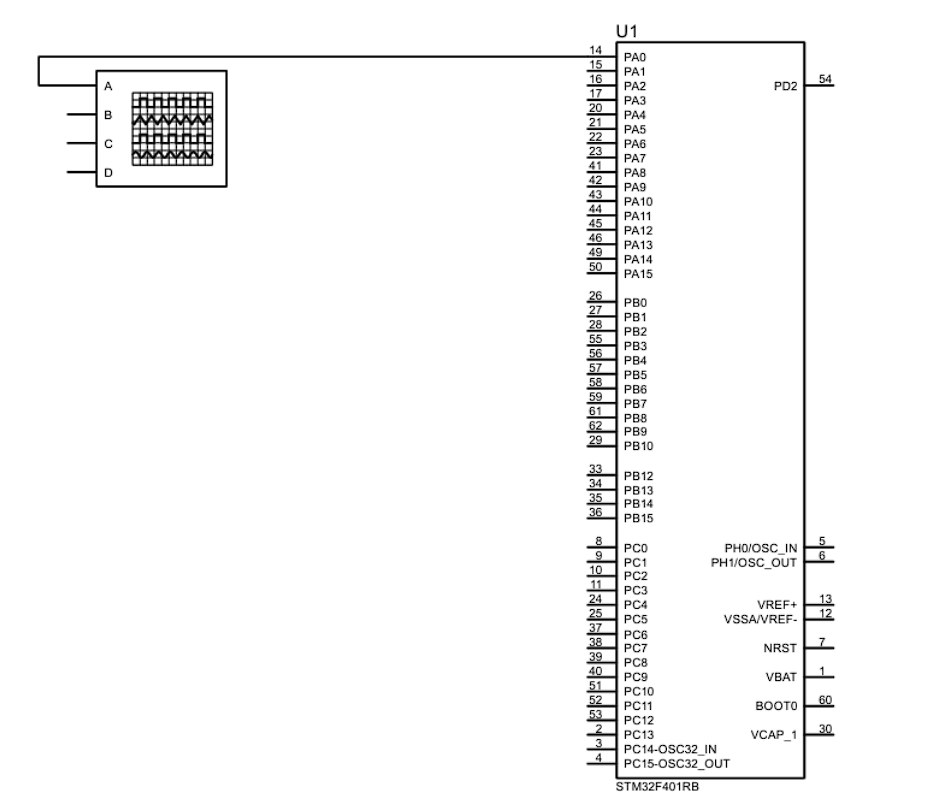 U1
14 PA0
15 PA1
16 PA2 PD2 54
17 PA3
20 PA4
21 PA5
22 PA6
23 PA7
41 PA8
42 PA9
43 PA10
44 PA11
45 PA12
46 PA13
49 PA14
50 PA15
A
B
C
D
26 PB0
27 PB1
28 PB2
55 PB3
56 PB4
57 PB5
58 PB6
59 PB7
61 PB8
62 PB9
29 PB10
33 PB12
34 PB13
35 PB14
36 PB15
8 PC0 PH0/OSC_IN 5
9 PC1 PH1/OSC_OUT 6
10 PC2
11 PC3
24 PC4 VREF+ 13
25 PC5 VSSA/VREF- 12
37 PC6
38 PC7 NRST 7
39 PC8
40 PC9 VBAT 1
51 PC10
52 PC11 BOOT0 60
53 PC12
2 PC13 VCAP_1 30
3 PC14-OSC32_IN
4 PC15-OSC32_OUT
STM32F401RB